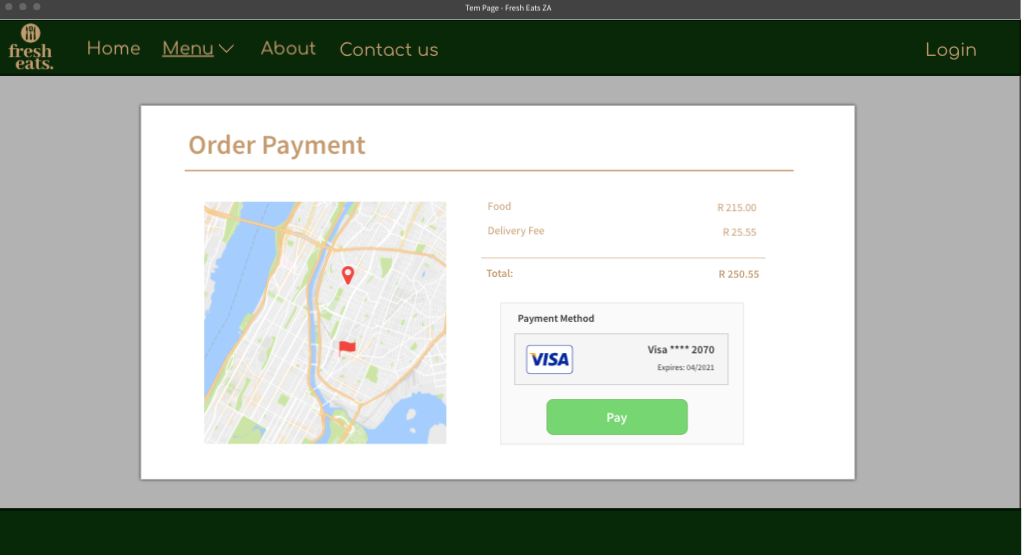 Tem Page - Fresh Eats ZA
fresh
eats.
Home Menu About Contact us Login
Order Payment
Food R 215.00
Delivery Fee R 25.55
Total: R 250.55
Payment Method
VISA
Visa **** 2070
Expires: 04/2021
Pay